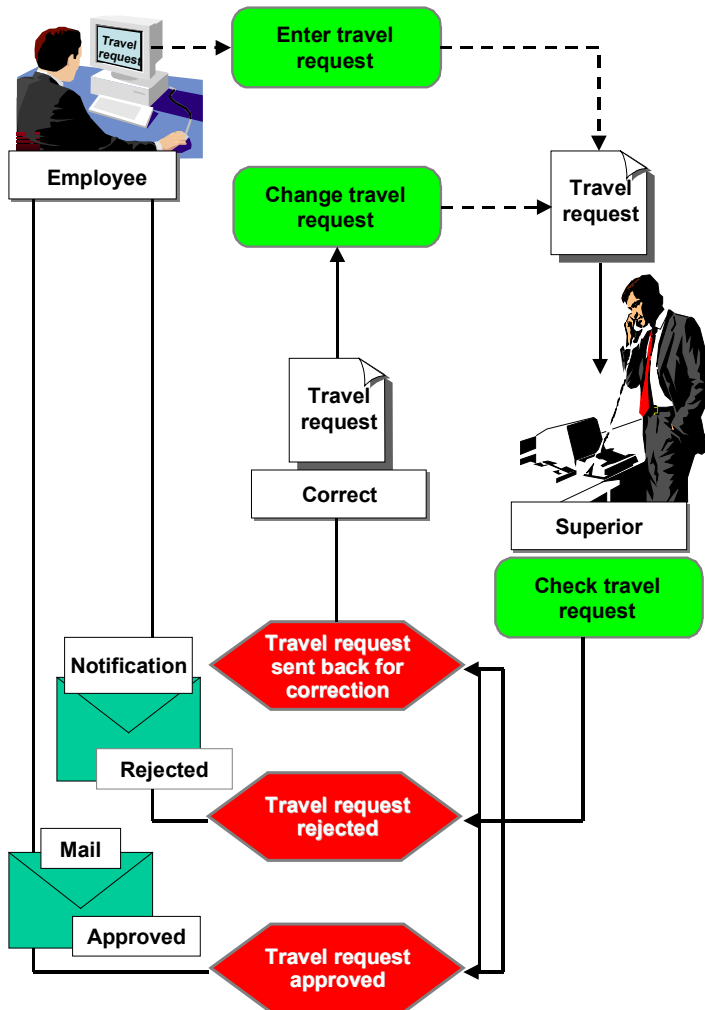 Travel
request
Enter travel
request
Employee
Change travel
request
Travel
request
Travel
request
Correct
Superior
Check travel
request
Travel request
sent back for
correction
Notification
Rejected
Travel request
rejected
Mail
Approved
Travel request
approved